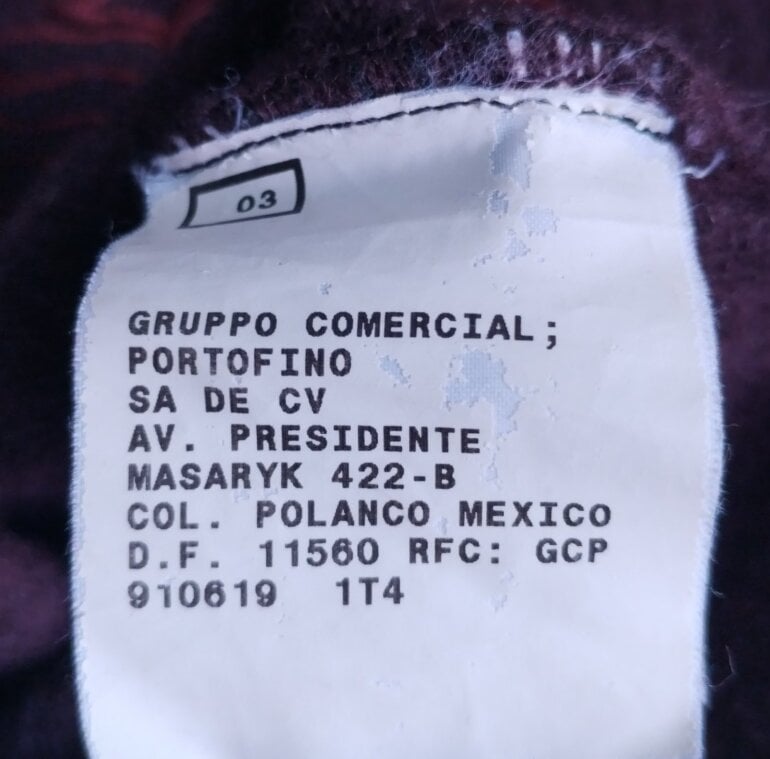 03
GRUPPO COMERCIAL;
PORTOFINO
SA DE CV
AV. PRESIDENTE
MASARYK 422-B
COL. POLANCO MEXICO
D.F. 11560 RFC: GCP
910619 1T4